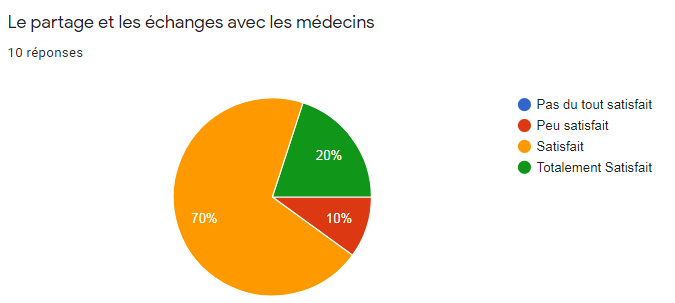 Le partage et les échanges avec les médecins
10 réponses
Pas du tout satisfait
Peu satisfait
Satisfait
Totalement Satisfait
20%
70%
10%